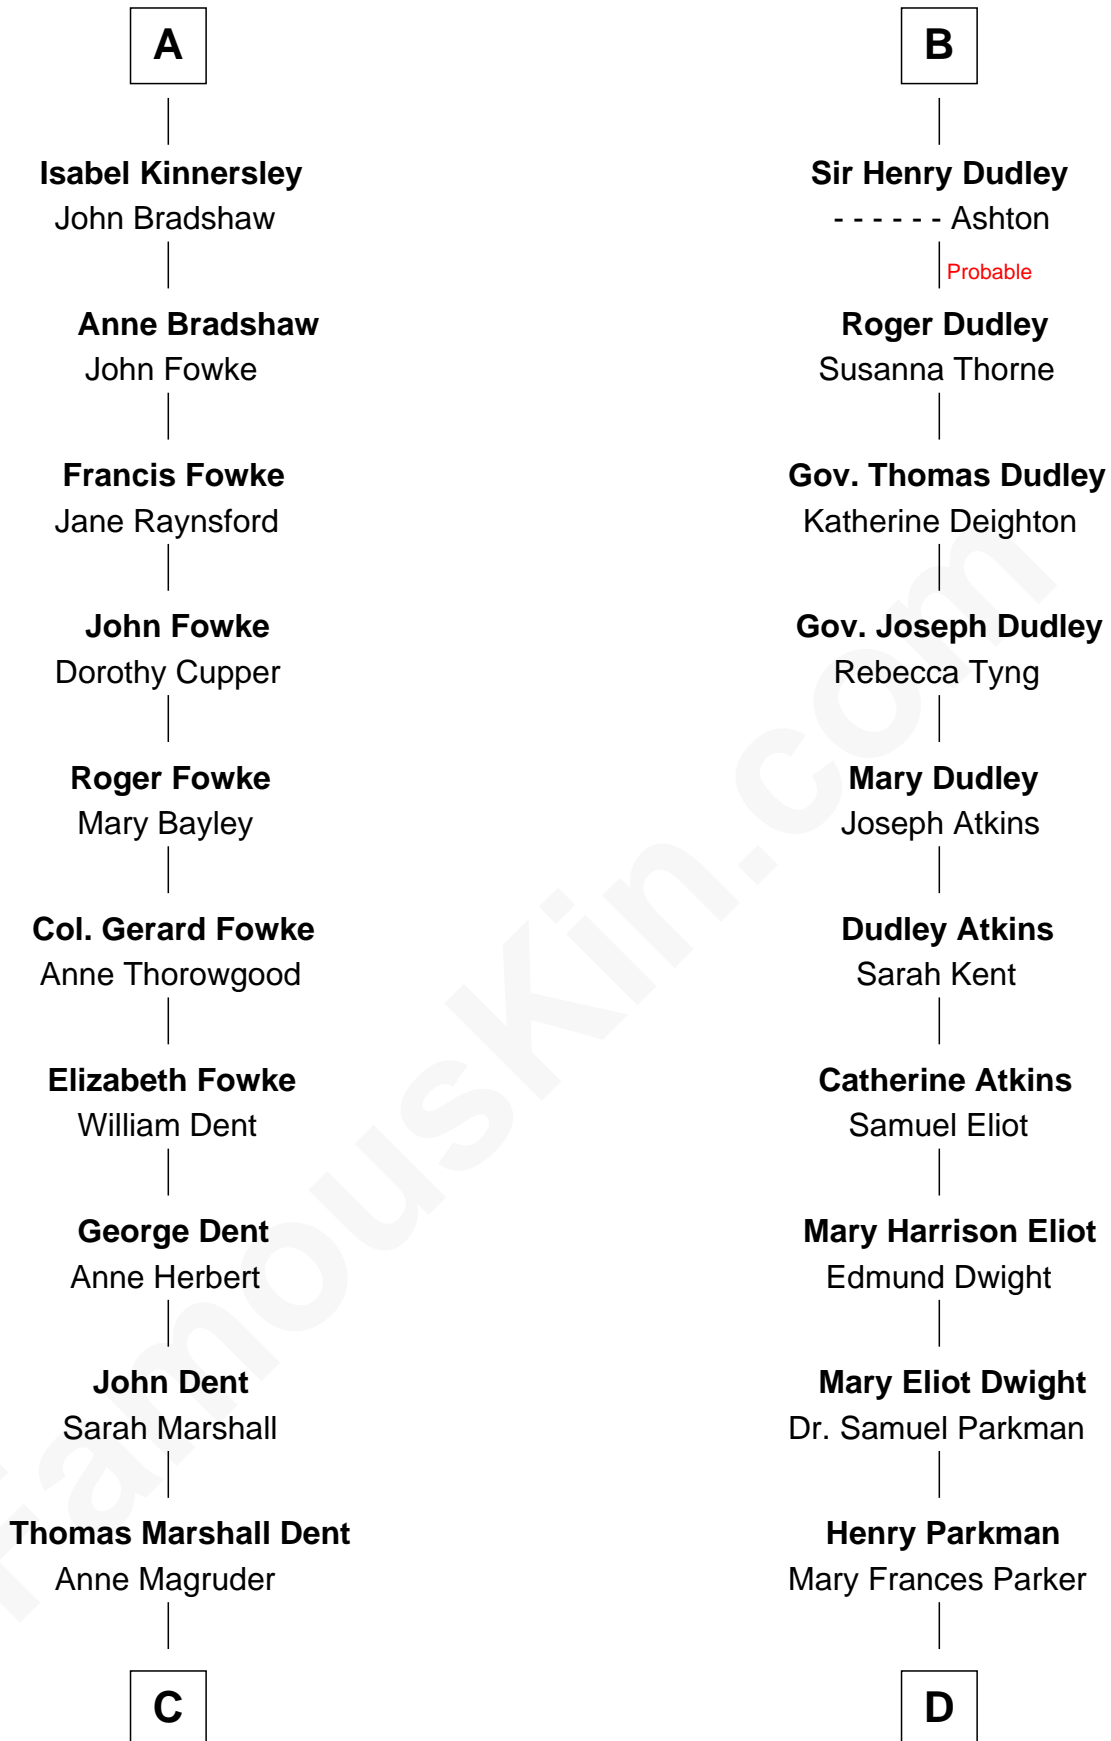 A
Isabel Kinnersley
John Bradshaw
Anne Bradshaw
John Fowke
Francis Fowke
Jane Raynsford
John Fowke
Dorothy Cupper
Roger Fowke
Mary Bayley
Col. Gerard Fowke
Anne Thorowgood
Elizabeth Fowke
William Dent
George Dent
Anne Herbert
John Dent
Sarah Marshall
Thomas Marshall Dent
Anne Magruder
C
B
Sir Henry Dudley
- - - - - - Ashton
Probable
Roger Dudley
Susanna Thorne
Gov. Thomas Dudley
Katherine Deighton
Gov. Joseph Dudley
Rebecca Tyng
Mary Dudley
Joseph Atkins
Dudley Atkins
Sarah Kent
Catherine Atkins
Samuel Eliot
Mary Harrison Eliot
Edmund Dwight
Mary Eliot Dwight
Dr. Samuel Parkman
Henry Parkman
Mary Frances Parker
D
FamousKin.com